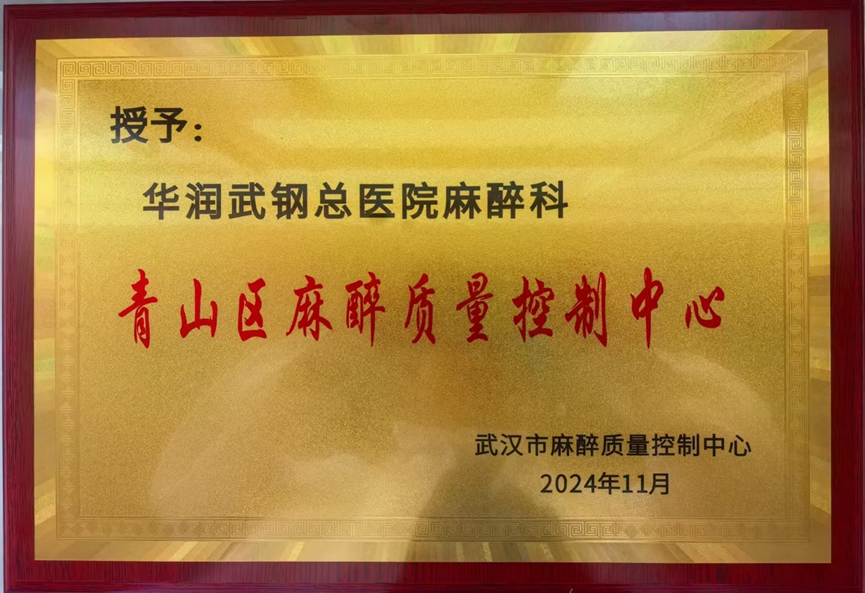 授予：
华润武钢总医院麻醉科
青山区麻醉质量控制中心
武汉市麻醉质量控制中心
2024年11月